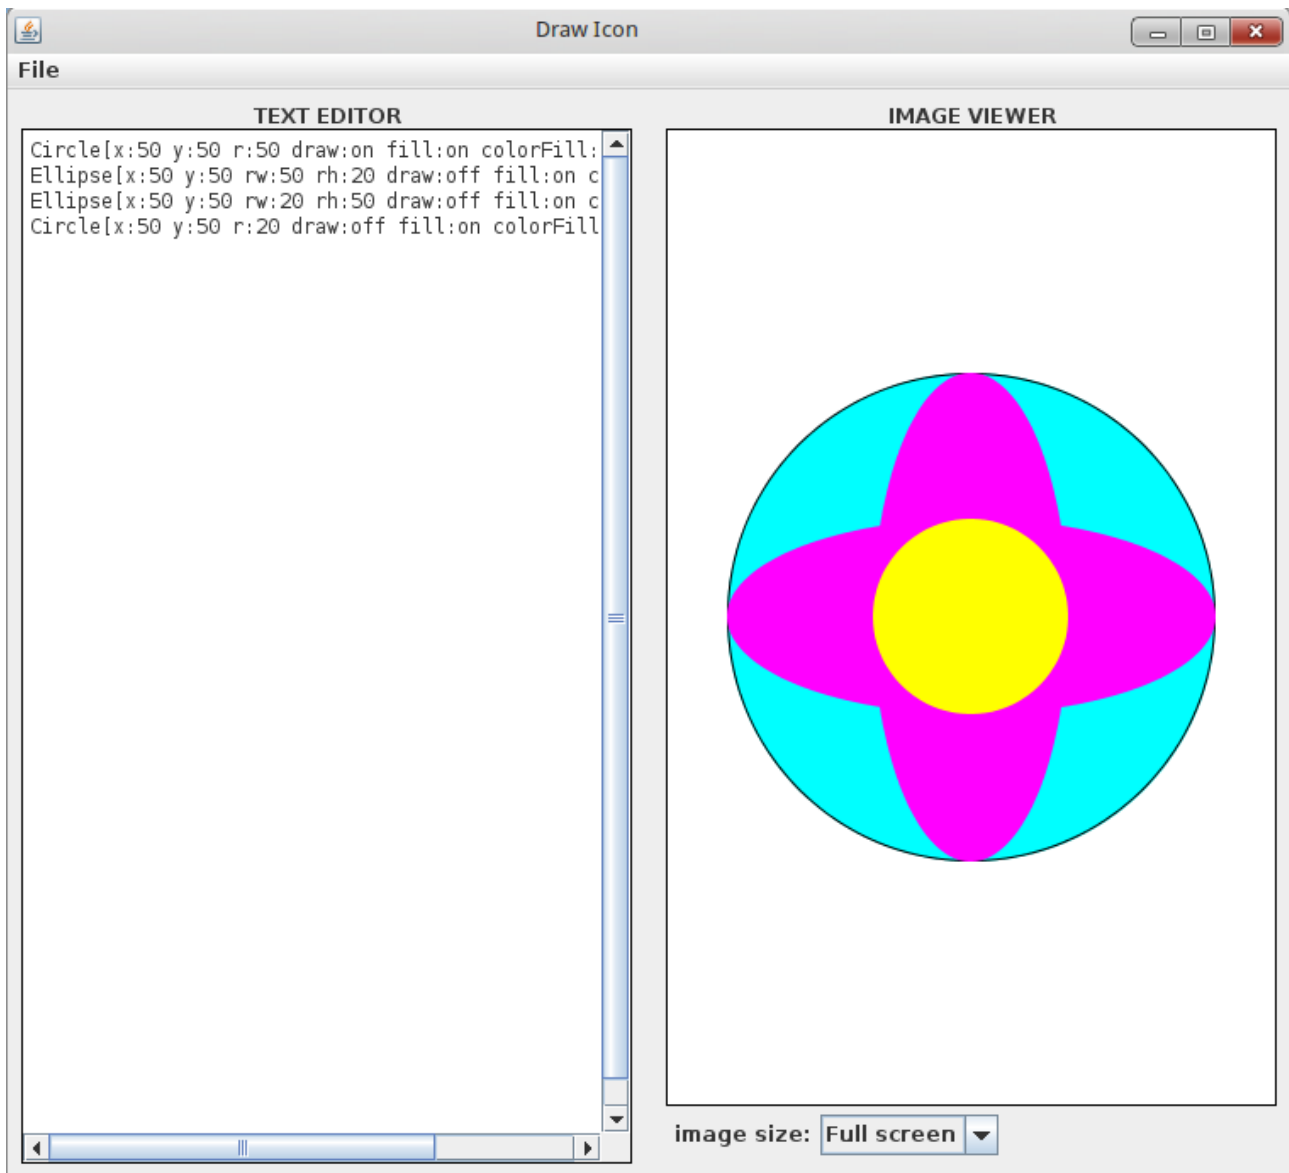 Draw Icon
File
TEXT EDITOR
Circle[x:50 y:50 r:50 draw:on fill:on colorFill:
Ellipse[x:50 y:50 rw:50 rh:20 draw:off fill:on c
Ellipse[x:50 y:50 rw:20 rh:50 draw:off fill:on c
Circle[x:50 y:50 r:20 draw:off fill:on colorFill
IMAGE VIEWER
image size: Full screen